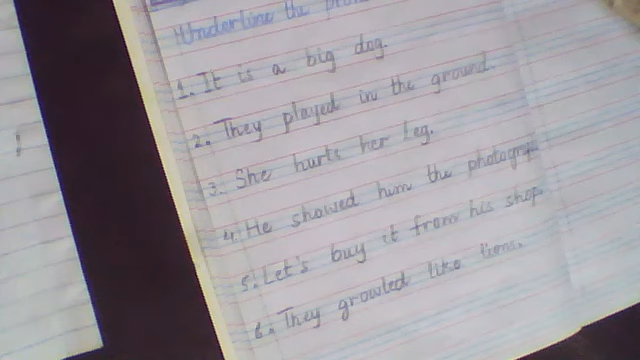 Underline the
1. It is a big dog.
2. They played in the ground.
3. She hurts her leg.
4. He showed him the photograph
5. Let's buy it from his shop.
6. They growled like lions.